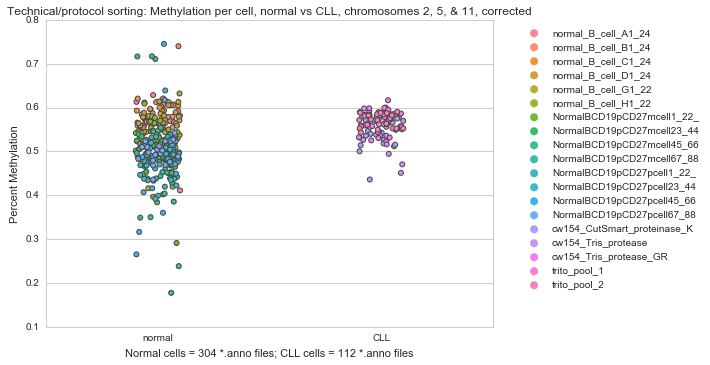 Technical/protocol sorting: Methylation per cell, normal vs CLL, chromosomes 2, 5, & 11, corrected
0.8
0.7
0.6
0.5
0.4
0.3
0.2
0.1
Percent Methylation
normal
CLL
Normal cells = 304 *.anno files; CLL cells = 112 *.anno files
normal_B_cell_A1_24
normal_B_cell_B1_24
normal_B_cell_C1_24
normal_B_cell_D1_24
normal_B_cell_G1_22
normal_B_cell_H1_22
NormalBCD19pCD27mcell1_22_
NormalBCD19pCD27mcell23_44
NormalBCD19pCD27mcell45_66
NormalBCD19pCD27mcell67_88
NormalBCD19pCD27pcell1_22_
NormalBCD19pCD27pcell23_44
NormalBCD19pCD27pcell45_66
NormalBCD19pCD27pcell67_88
cw154_CutSmart_proteinase_K
cw154_Tris_protease
cw154_Tris_protease_GR
trito_pool_1
trito_pool_2